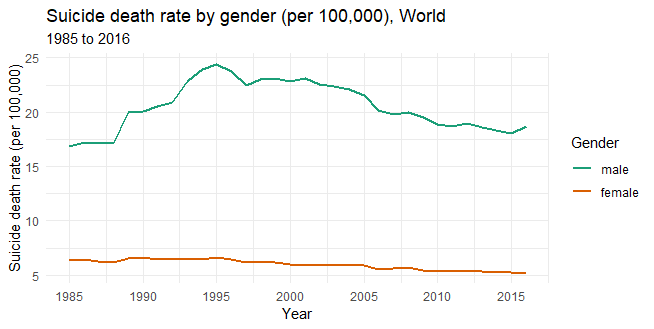 Suicide death rate by gender (per 100,000), World
1985 to 2016
Suicide death rate (per 100,000)
25
20
15
10
5
1985 1990 1995 2000 2005 2010 2015
Year
Gender
male
female